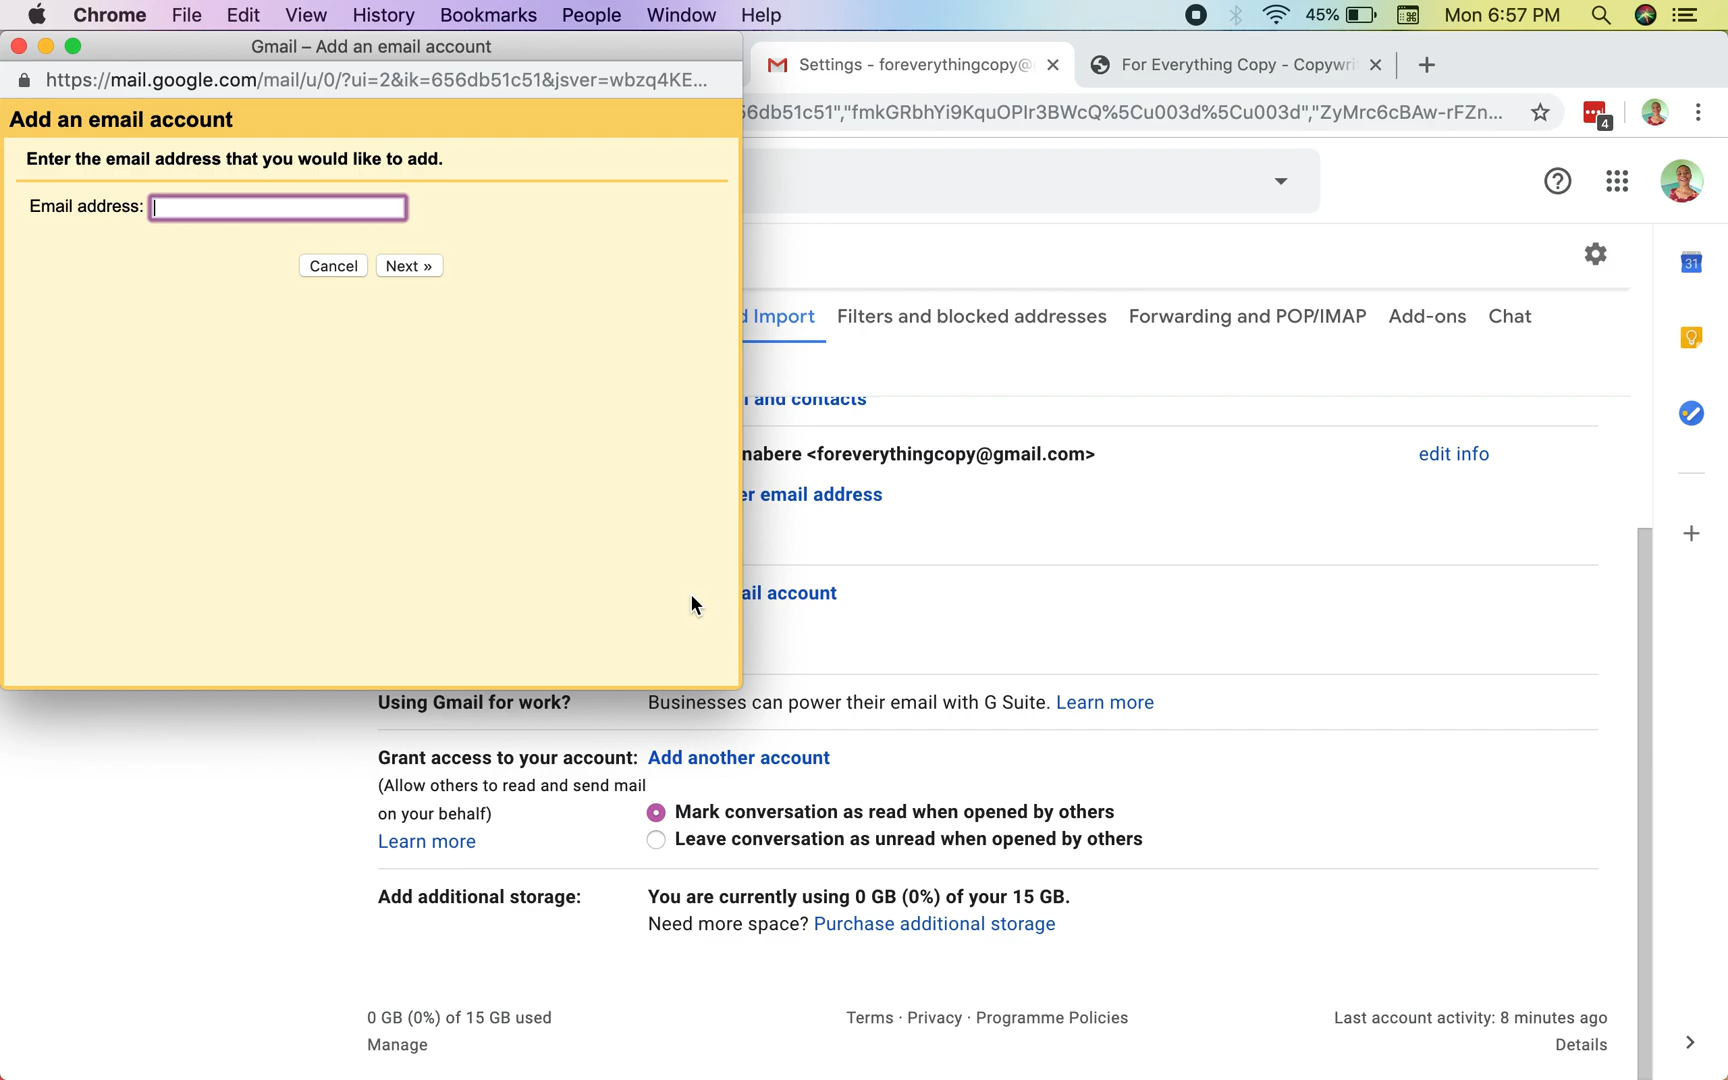 Chrome File Edit View History Bookmarks People Window Help 45% Mon 6:57 PM
Gmail – Add an email account
https://mail.google.com/mail/u/0/?ui=2&ik=656db51c51&jsver=wbzq4KE...
Settings - foreverythingcopy@
For Everything Copy - Copywri
6db51c51","fmkGRbhYi9KquOPIr3BWcQ%5Cu003d%5Cu003d","ZyMrc6cBAw-rFZn...
4
Add an email account
Enter the email address that you would like to add.
Email address:
Cancel Next »
31
d Import Filters and blocked addresses Forwarding and POP/IMAP Add-ons Chat
and contacts
nabere <foreverythingcopy@gmail.com> edit info
er email address
ail account
Using Gmail for work? Businesses can power their email with G Suite. Learn more
Grant access to your account: Add another account
(Allow others to read and send mail
on your behalf) Mark conversation as read when opened by others
Learn more Leave conversation as unread when opened by others
Add additional storage: You are currently using 0 GB (0%) of your 15 GB.
Need more space? Purchase additional storage
0 GB (0%) of 15 GB used Terms · Privacy · Programme Policies Last account activity: 8 minutes ago
Manage Details